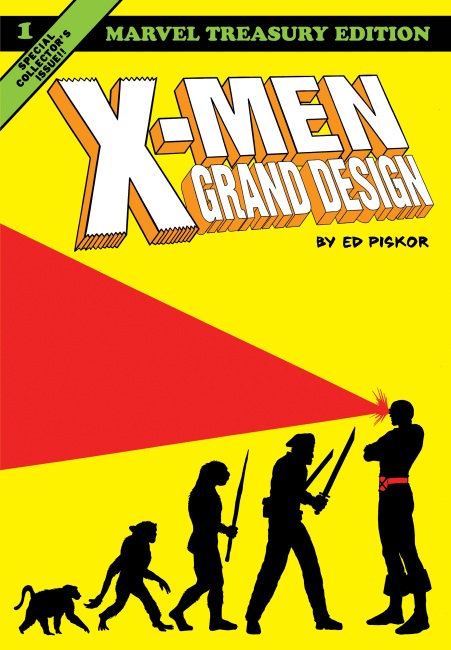 1
MARVEL TREASURY EDITION
SPECIAL
COLLECTOR'S
ISSUE!!
X-MEN
GRAND DESIGN
BY ED PISKOR